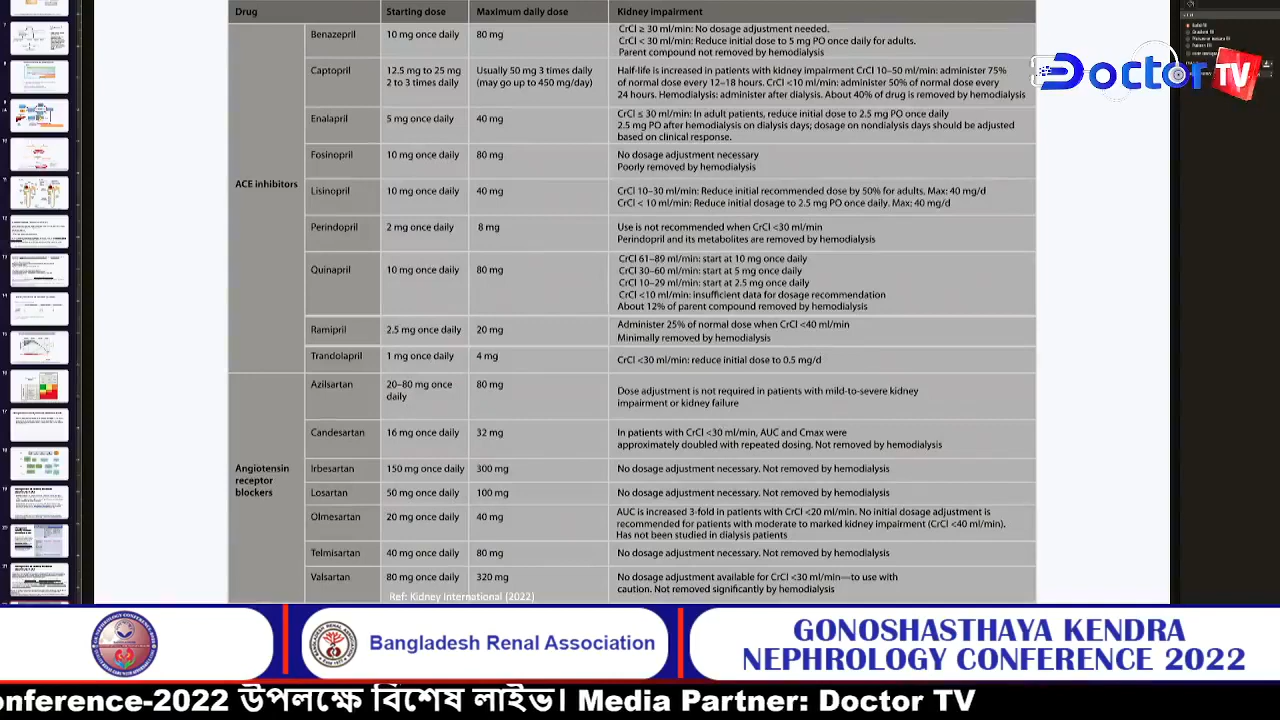 Drug Starting dose Maximum daily dose Kidney impairment
ACE inhibitors
Benazepril 10 mg once daily 80 mg CrCl ≥ 30 ml/min: No dosage adjustment needed.
CrCl < 30 ml/min: Reduce initial dose to 5 mg PO once daily for adults
Parent compound not removed by hemodialysis
Captopril 12.5 mg to 25 mg
2 to 3 times daily
Usually 50 mg 3 times daily
(may go up to 450 mg/day)
Half-life is increased in patients with kidney impairment CrCl 10–50 ml/min: administer 75%
of normal dose every 12–18 hours. CrCl <10 ml/min: administer 50% of normal dose every
24 hours. Hemodialysis: administer after dialysis. About 40% of drug is removed by hemodialysis
Enalapril 5 mg once daily 40 mg CrCl ≤ 30 ml/min: In adult patients, reduce initial dose to 2.5 mg PO once daily
2.5 mg PO after hemodialysis on dialysis days; dosage on nondialysis days should be adjusted
based on clinical response.
Fosinopril 10 mg once daily 80 mg No dosage adjustment necessary
Poorly removed by hemodialysis
Lisinopril 10 mg once daily 40 mg CrCl 10–30 ml/min: Reduce initial recommended dose by 50% for adults. Max: 40 mg/d
CrCl < 10 ml/min: Reduce initial dosage to 2.5 mg PO once daily. Max: 40 mg/d
Perindopril 2 mg once daily 8 mg Use is not recommended when CrCl <30 ml/min
Perindopril and its metabolites are removed by hemodialysis
Quinapril 10 mg once daily 80 mg CrCl 61–89 ml/min: start at 10 mg once daily
CrCl 30–60 ml/min: start at 5 mg once daily
CrCl 10–29 ml/min: start at 2.5 mg once daily
CrCl <10 ml/min: insufficient data for dosage recommendation
About 12% of parent compound removed by hemodialysis
Ramipril 2.5 mg once daily 20 mg Administer 25% of normal dose when CrCl <40 ml/min
Minimally removed by hemodialysis
Trandolapril 1 mg once daily 4 mg CrCl <30 ml/min: reduce initial dose to 0.5 mg/d
Angiotensin
receptor
blockers
Azilsartan 20-80 mg once
daily
80 mg Dose adjustment is not required in patients with mild-to-severe kidney
impairment or kidney failure
Candesartan 16 mg once daily 32 mg In patients with CrCl <30 ml/min, AUC and Cmax were
approximately doubled with repeated dosing. Not removed by hemodialysis
Irbesartan 150 mg once daily 300 mg No dosage adjustment necessary. Not removed by hemodialysis
Losartan 50 mg once daily 100 mg No dosage adjustment necessary. Not removed by hemodialysis
Olmesartan 20 mg once daily 40 mg AUC is increased 3-fold in patients with CrCl <20 ml/min. No initial dosage adjustment is
recommended for patients with moderate to marked kidney impairment (CrCl <40 ml/min).
Has not been studied in dialysis patients
Telmisartan 40 mg once daily 80 mg No dosage adjustment necessary. Not removed by hemodialysis
Valsartan No dosage adjustment available for CrCl <30 ml/min– to use with
caution. Not removed significantly by hemodialysis
Ref: Kidney International (2022)
Doctor TV
Bangladesh Renal Association
GONOSHASTHAYA KENDRA
NEPHROLOGY CONFERENCE 2022
onference-2022 উপলক্ষে বিশেষ লাইভ। Media Partner: Doctor TV